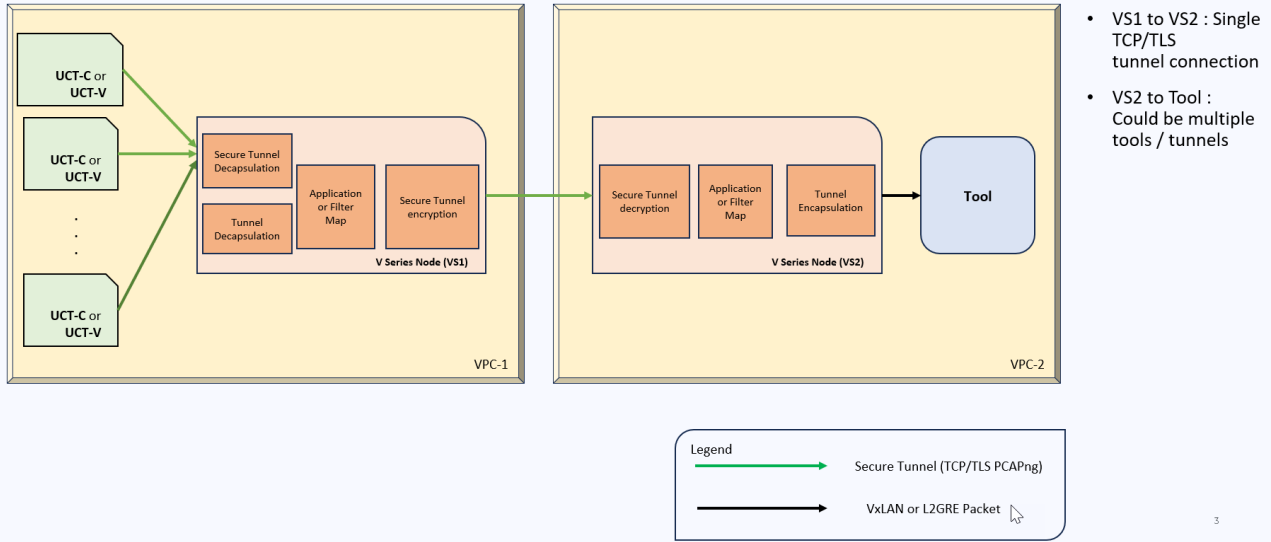 UCT-C or
UCT-V
UCT-C or
UCT-V
.
.
.
UCT-C or
UCT-V
Secure Tunnel
Decapsulation
Tunnel
Decapsulation
Application
or Filter
Map
Secure Tunnel
encryption
V Series Node (VS1)
VPC-1
Secure Tunnel
decryption
Application
or Filter
Map
Tunnel
Encapsulation
V Series Node (VS2)
Tool
VPC-2
• VS1 to VS2 : Single
TCP/TLS
tunnel connection
• VS2 to Tool :
Could be multiple
tools / tunnels
Legend
Secure Tunnel (TCP/TLS PCAPng)
VxLAN or L2GRE Packet
3